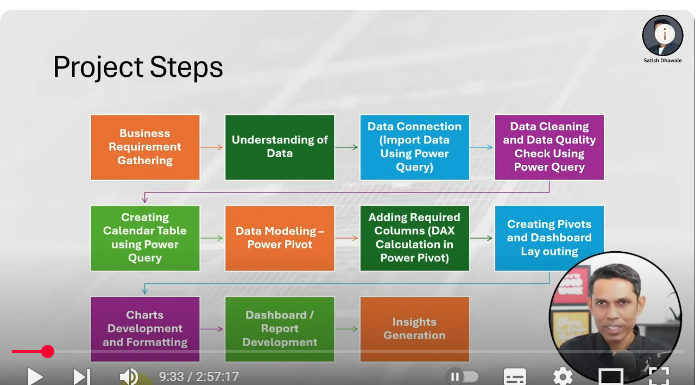 Satish Dhawale
Project Steps
Business
Requirement
Gathering
Understanding of
Data
Data Connection
(Import Data
Using Power
Query)
Data Cleaning
and Data Quality
Check Using
Power Query
Creating
Calendar Table
using Power
Query
Data Modeling –
Power Pivot
Adding Required
Columns (DAX
Calculation in
Power Pivot)
Creating Pivots
and Dashboard
Lay outing
Charts
Development
and Formatting
Dashboard /
Report
Development
Insights
Generation
9:33 / 2:57:17